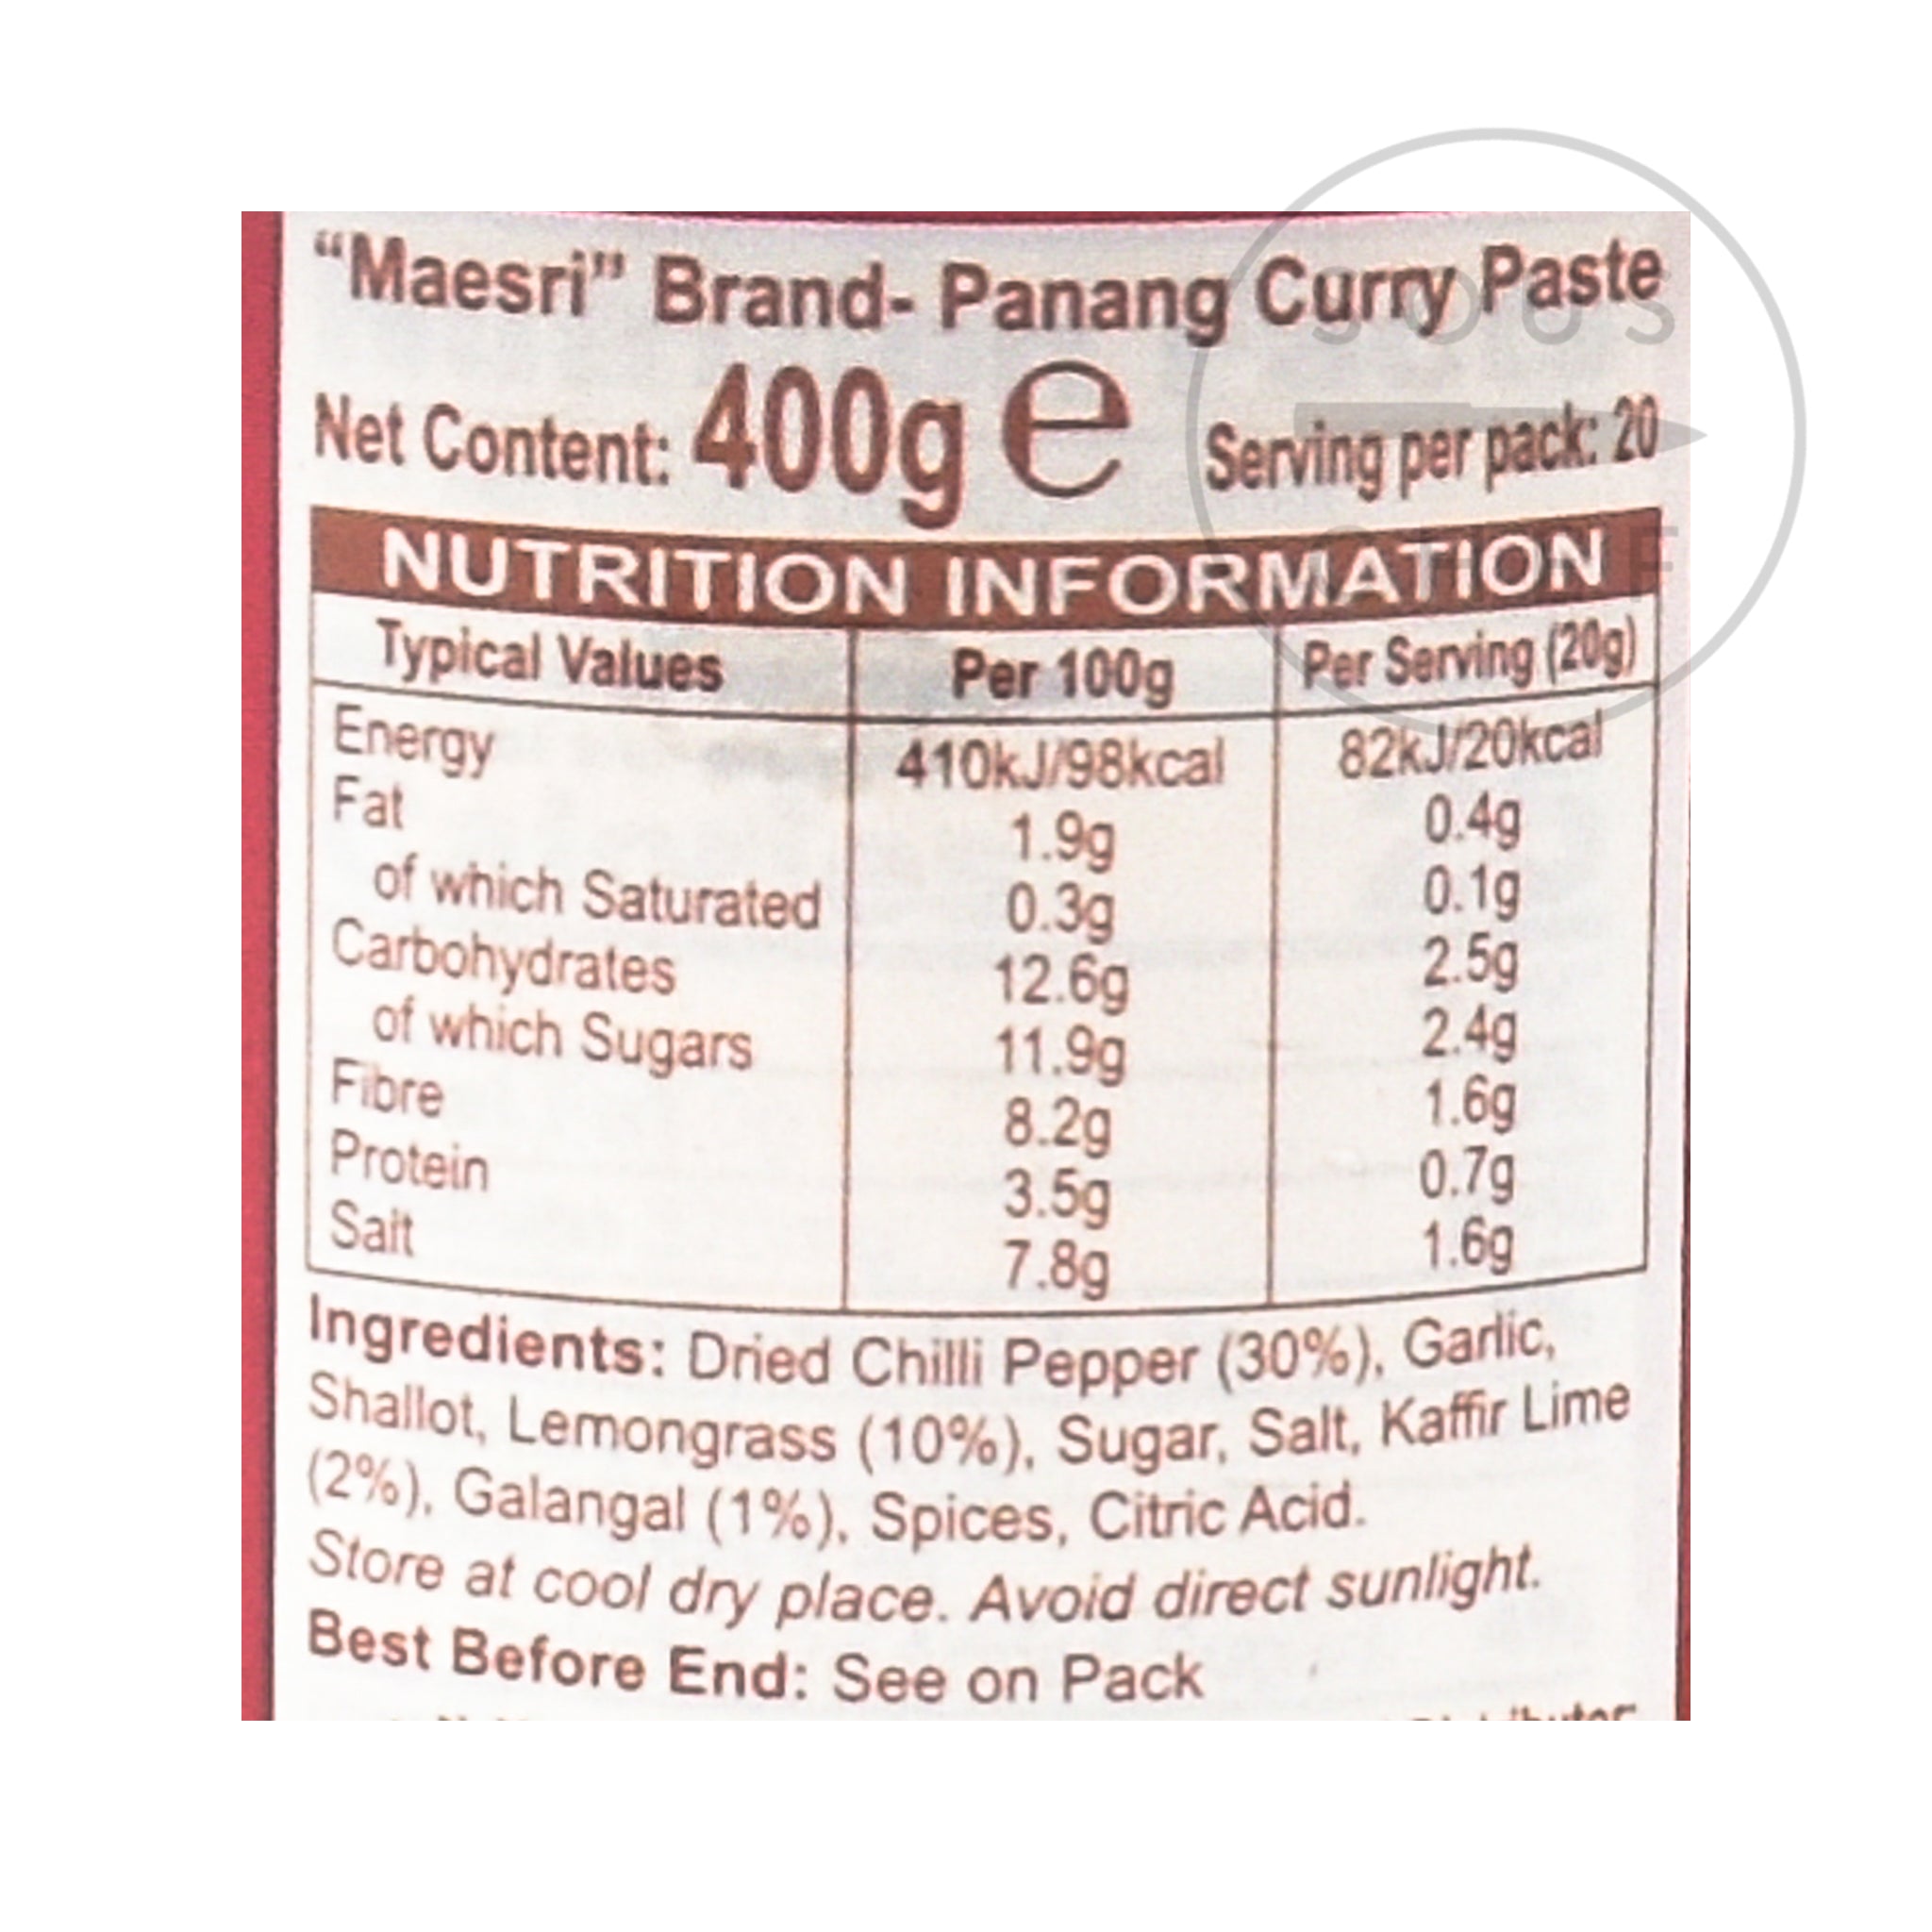 “Maesri” Brand- Panang Curry Paste
Net Content: 400g e Serving per pack: 20
NUTRITION INFORMATION
Typical Values Per 100g Per Serving (20g)
Energy 410kJ/98kcal 82kJ/20kcal
Fat 1.9g 0.4g
of which Saturated 0.3g 0.1g
Carbohydrates 12.6g 2.5g
of which Sugars 11.9g 2.4g
Fibre 8.2g 1.6g
Protein 3.5g 0.7g
Salt 7.8g 1.6g
Ingredients: Dried Chilli Pepper (30%), Garlic,
Shallot, Lemongrass (10%), Sugar, Salt, Kaffir Lime
(2%), Galangal (1%), Spices, Citric Acid.
Store at cool dry place. Avoid direct sunlight.
Best Before End: See on Pack